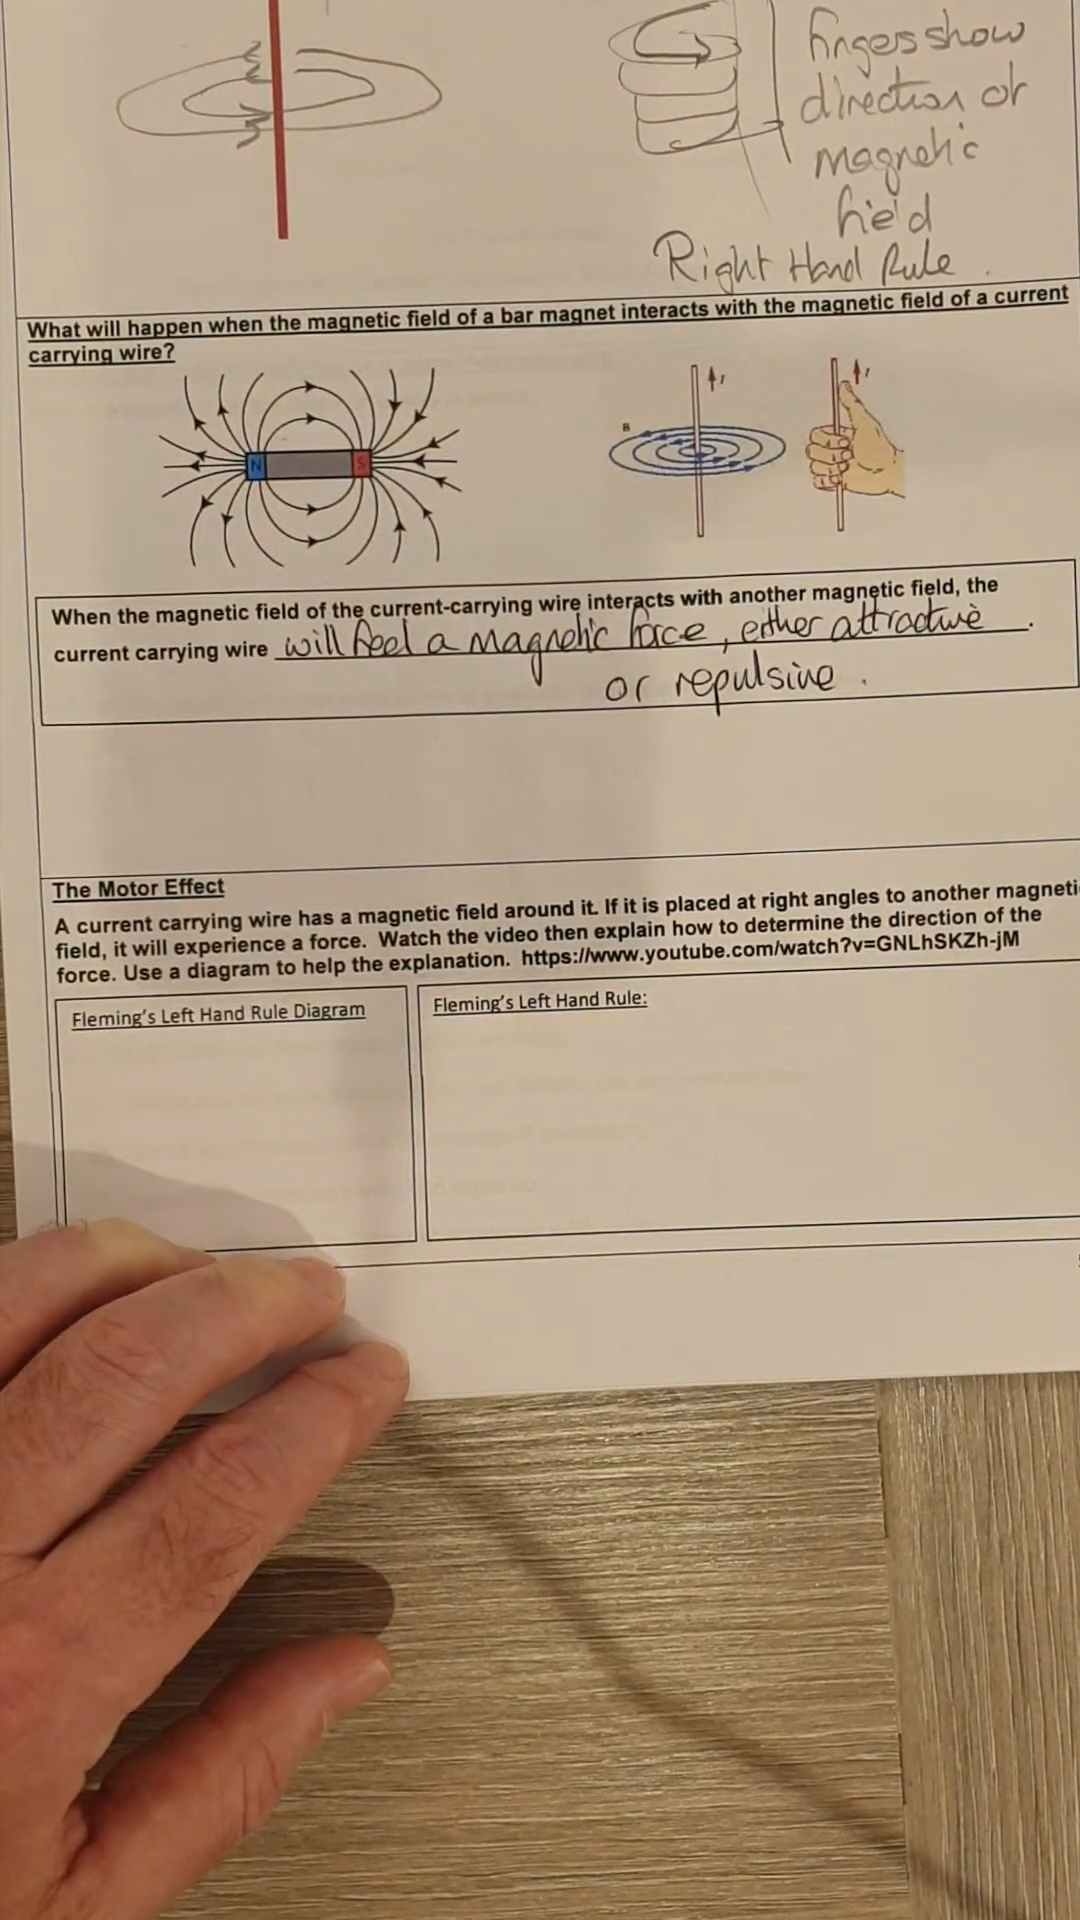 fingers show
direction of
magnetic
field
Right Hand Rule.
What will happen when the magnetic field of a bar magnet interacts with the magnetic field of a current
carrying wire?
I
I
B
N
S
When the magnetic field of the current-carrying wire interacts with another magnetic field, the
current carrying wire will feel a magnetic force, either attractive.
or repulsive.
The Motor Effect
A current carrying wire has a magnetic field around it. If it is placed at right angles to another magneti
field, it will experience a force. Watch the video then explain how to determine the direction of the
force. Use a diagram to help the explanation. https://www.youtube.com/watch?v=GNLhSKZh-jM
Fleming's Left Hand Rule Diagram
Fleming's Left Hand Rule: